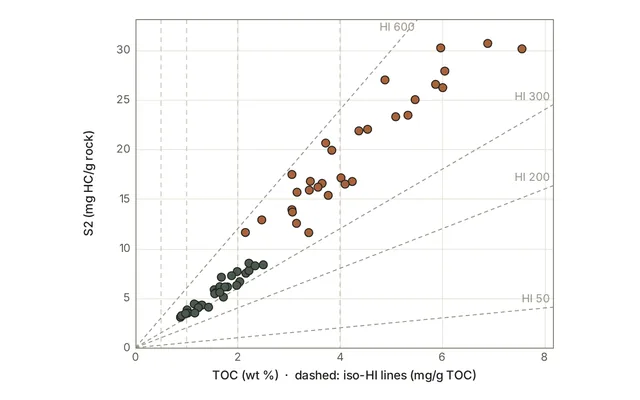 HI 600
30
HI 300
25
20
HI 200
15
10
HI 50
5
0
0 2 4 6 8
S2 (mg HC/g rock)
TOC (wt %) · dashed: iso-HI lines (mg/g TOC)